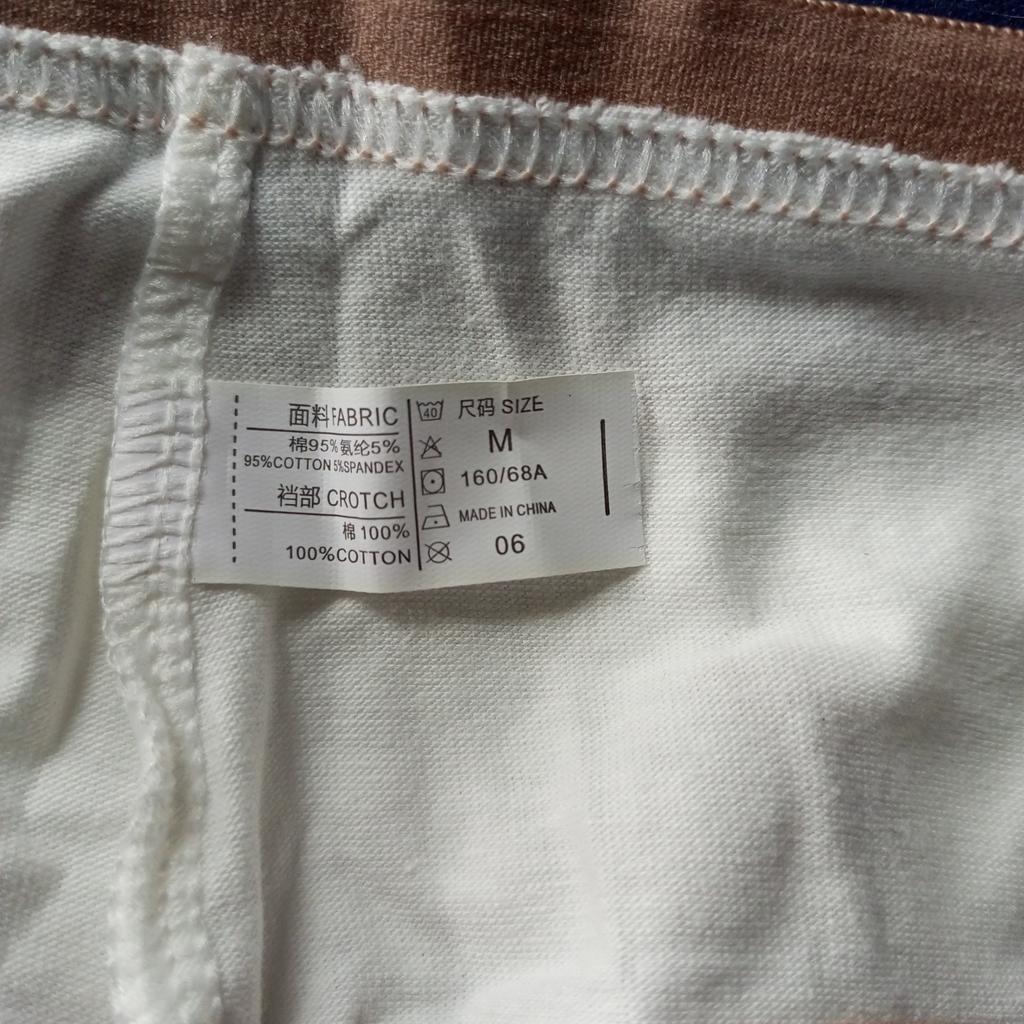 面料FABRIC
棉95%氨纶5%
95%COTTON 5%SPANDEX
裆部 CROTCH
棉 100%
100%COTTON
40
尺码 SIZE
M
160/68A
MADE IN CHINA
06